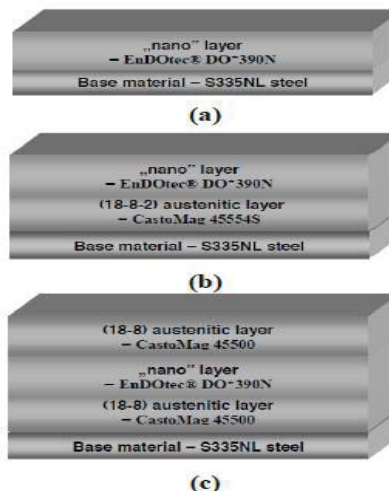 „nano” layer
– EnDOtec® DO*390N
Base material – S335NL steel
(a)
„nano” layer
– EnDOtec® DO*390N
(18-8-2) austenitic layer
– CastoMag 45554S
Base material – S335NL steel
(b)
(18-8) austenitic layer
– CastoMag 45500
„nano” layer
– EnDOtec® DO*390N
(18-8) austenitic layer
– CastoMag 45500
Base material – S335NL steel
(c)